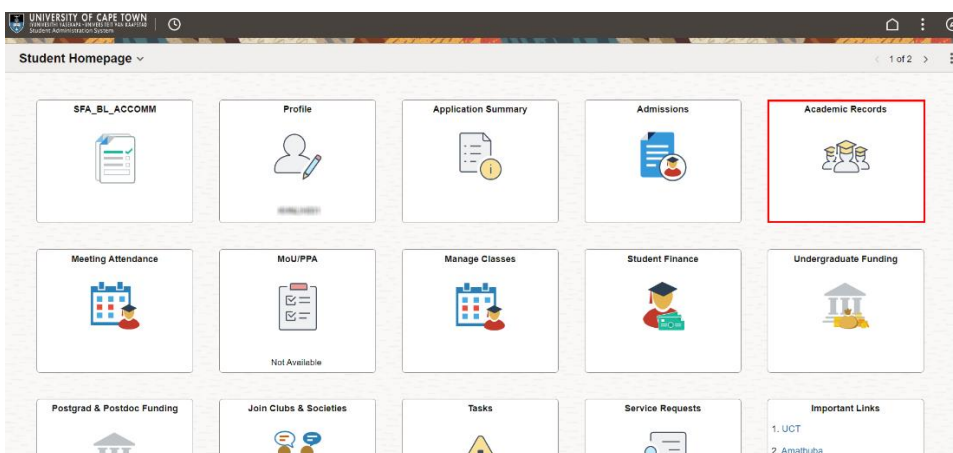 UNIVERSITY OF CAPE TOWN
Student Administration System
Student Homepage
1 of 2
SFA_BL_ACCOMM
Profile
Application Summary
Admissions
Academic Records
Meeting Attendance
MoU/PPA
Manage Classes
Student Finance
Undergraduate Funding
Not Available
Postgrad & Postdoc Funding
Join Clubs & Societies
Tasks
Service Requests
Important Links
1. UCT
2. Amathuba